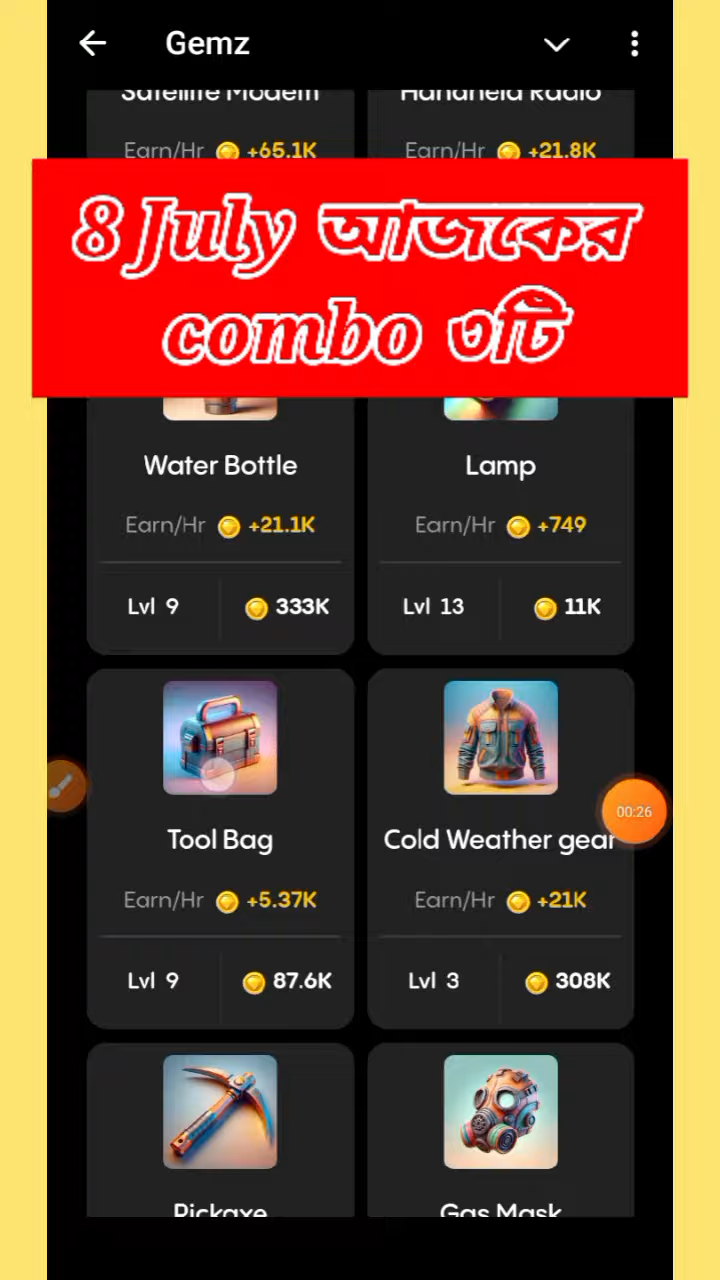 Gemz
Satellite Modem
Handheld Radio
Earn/Hr +65.1K
Earn/Hr +21.8K
8 July আজকের
combo ৩টি
Water Bottle
Lamp
Earn/Hr +21.1K
Earn/Hr +749
Lvl 9 333K
Lvl 13 11K
Tool Bag
Cold Weather gear
00:26
Earn/Hr +5.37K
Earn/Hr +21K
Lvl 9 87.6K
Lvl 3 308K
Pickaxe
Gas Mask